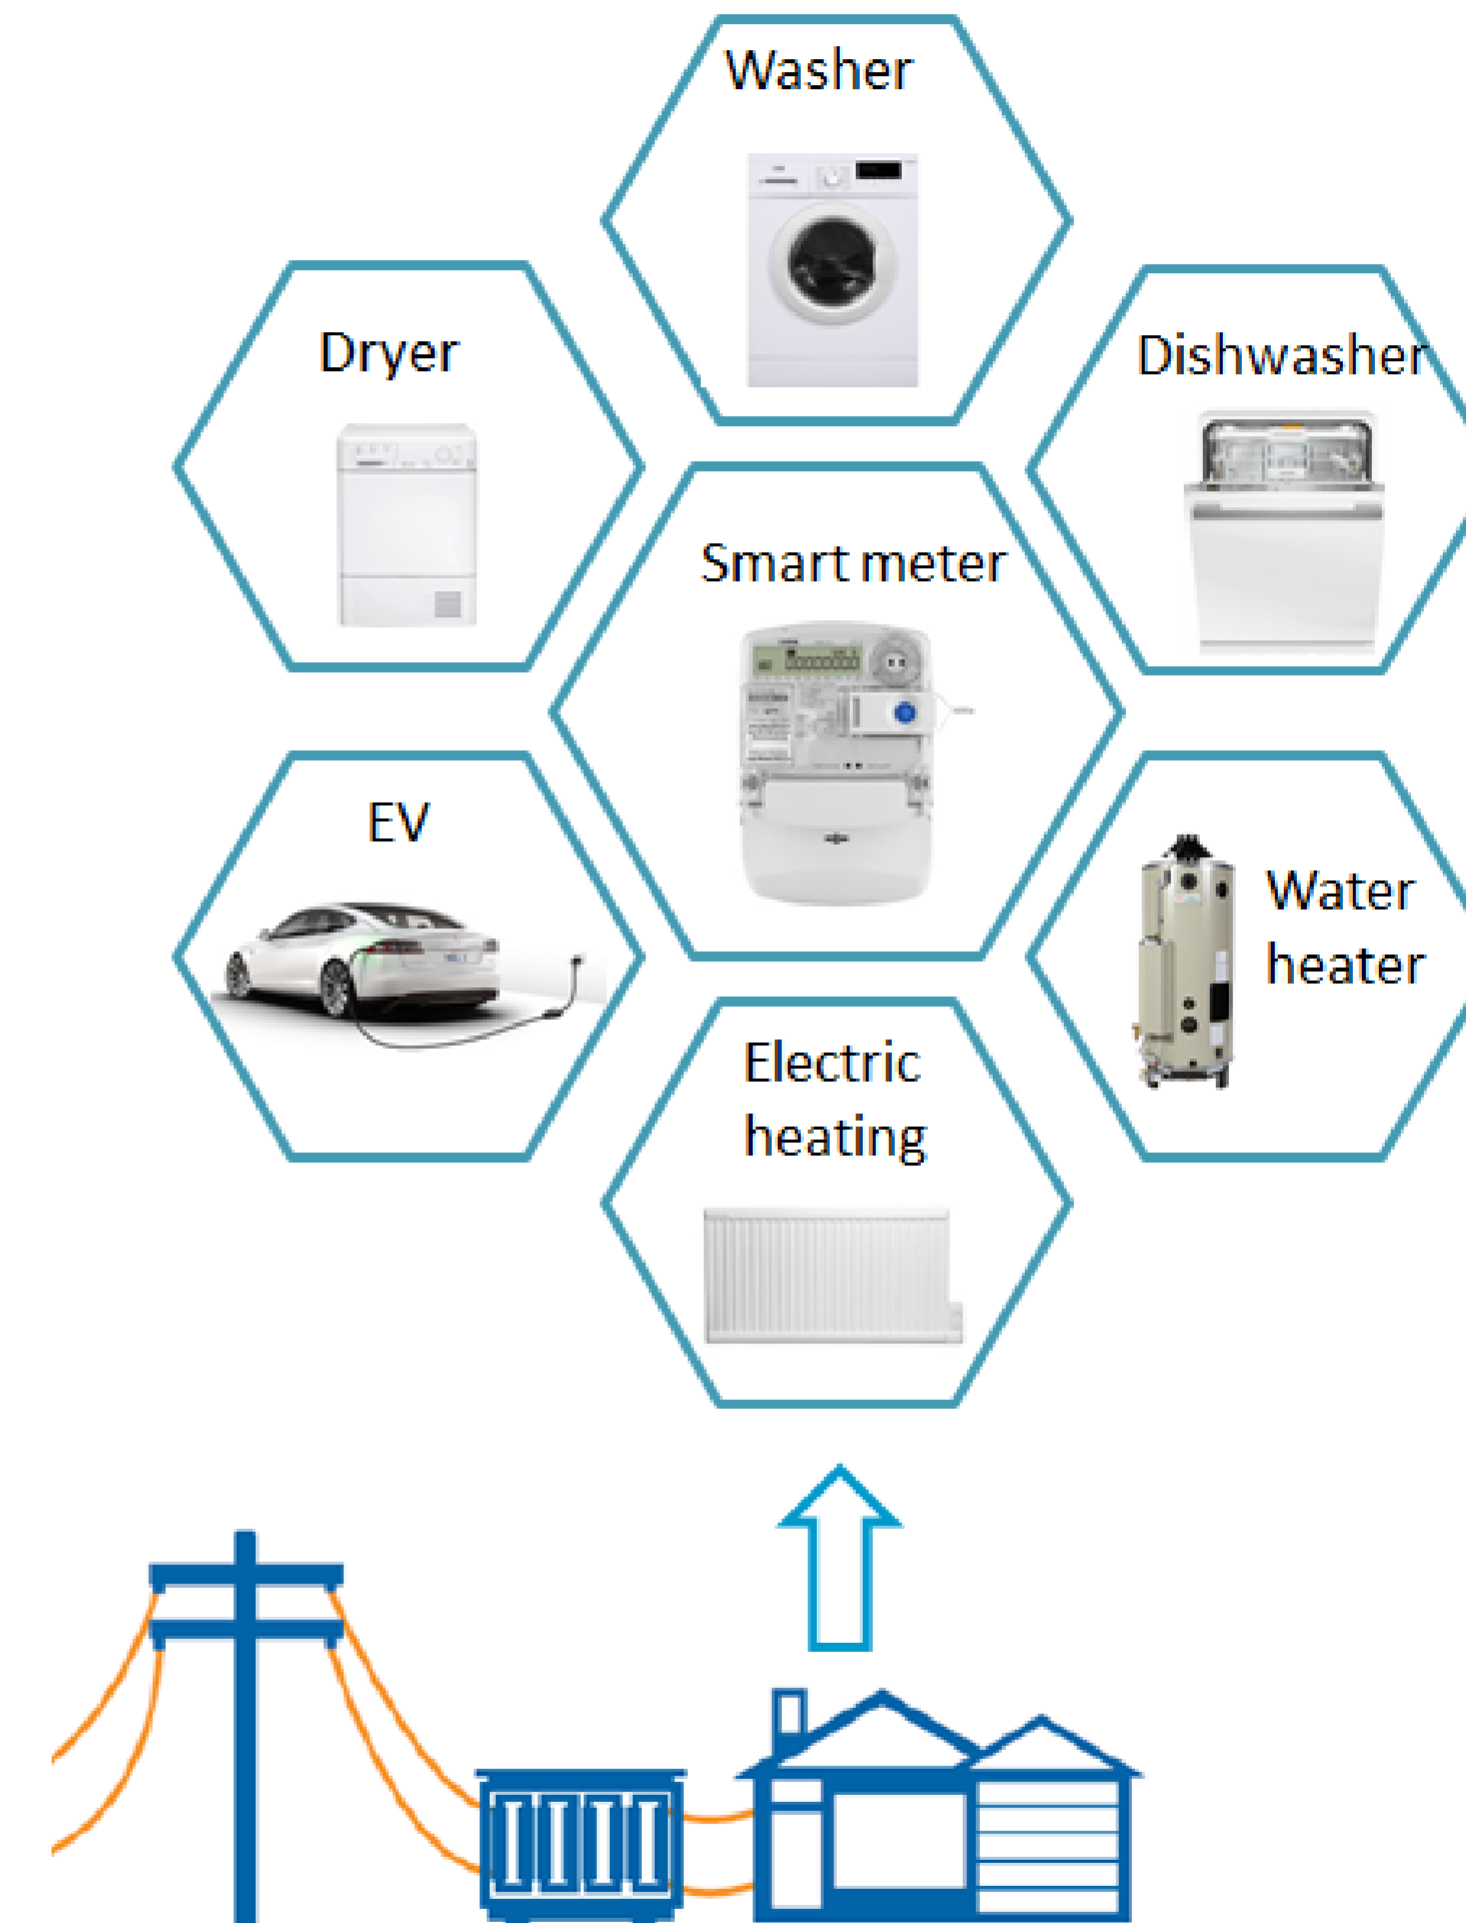 Washer
Dryer
Dishwasher
Smart meter
EV
Water
heater
Electric
heating